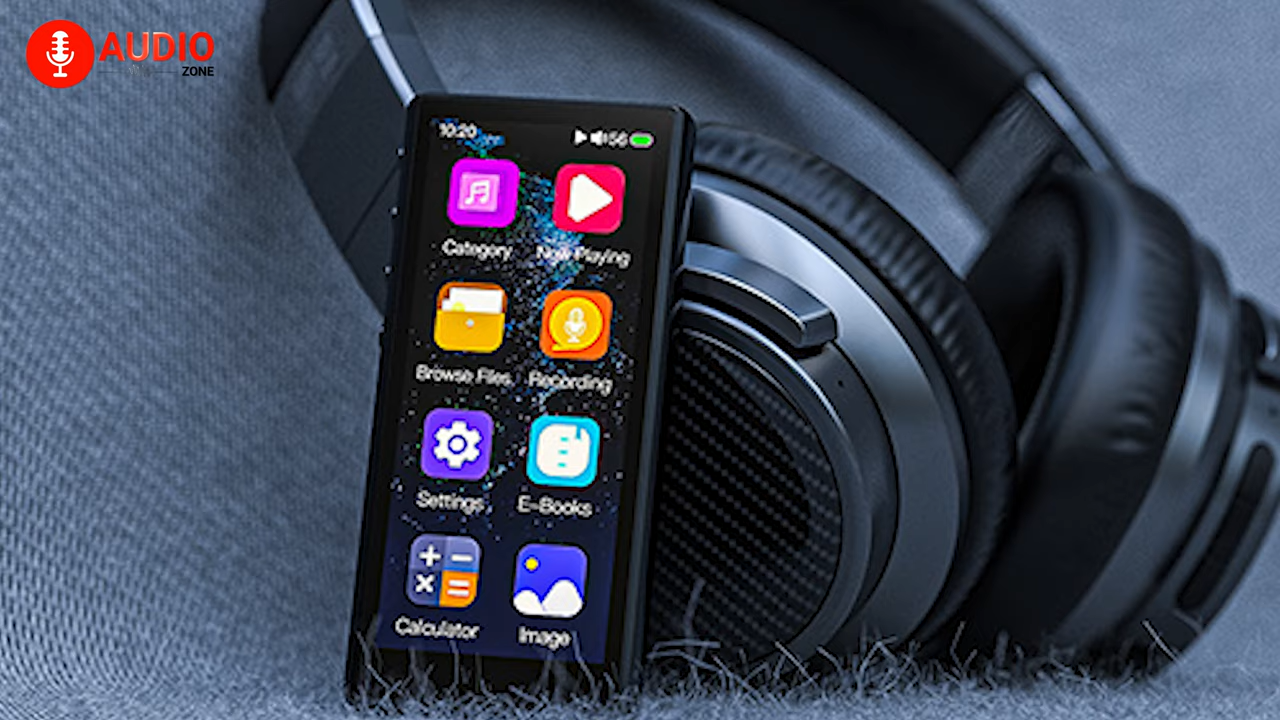 AUDIO
ZONE
10:20
56
Category
Now Playing
Browse Files
Recording
Settings
E-Books
Calculator
Image